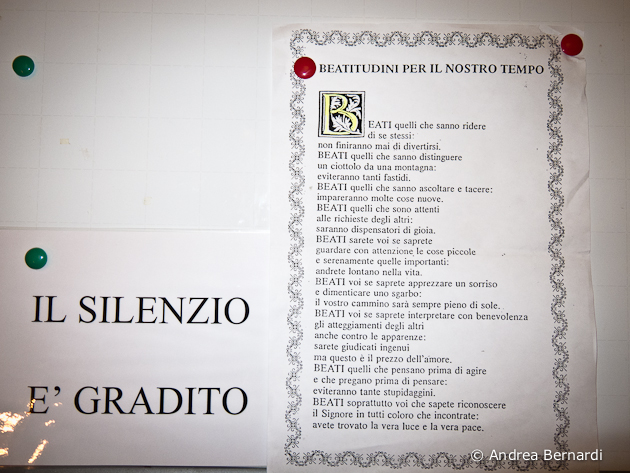 BEATITUDINI PER IL NOSTRO TEMPO
BEATI quelli che sanno ridere
di se stessi:
non finiranno mai di divertirsi.
BEATI quelli che sanno distinguere
un ciottolo da una montagna:
eviteranno tanti fastidi.
BEATI quelli che sanno ascoltare e tacere:
impareranno molte cose nuove.
BEATI quelli che sono attenti
alle richieste degli altri:
saranno dispensatori di gioia.
BEATI sarete voi se saprete
guardare con attenzione le cose piccole
e serenamente quelle importanti:
andrete lontano nella vita.
BEATI voi se saprete apprezzare un sorriso
e dimenticare uno sgarbo:
il vostro cammino sarà sempre pieno di sole.
BEATI voi se saprete interpretare con benevolenza
gli atteggiamenti degli altri
anche contro le apparenze:
sarete giudicati ingenui
ma questo è il prezzo dell'amore.
BEATI quelli che pensano prima di agire
e che pregano prima di pensare:
eviteranno tante stupidaggini.
BEATI soprattutto voi che sapete riconoscere
il Signore in tutti coloro che incontrate:
avete trovato la vera luce e la vera pace.
IL SILENZIO
E' GRADITO
© Andrea Bernardi